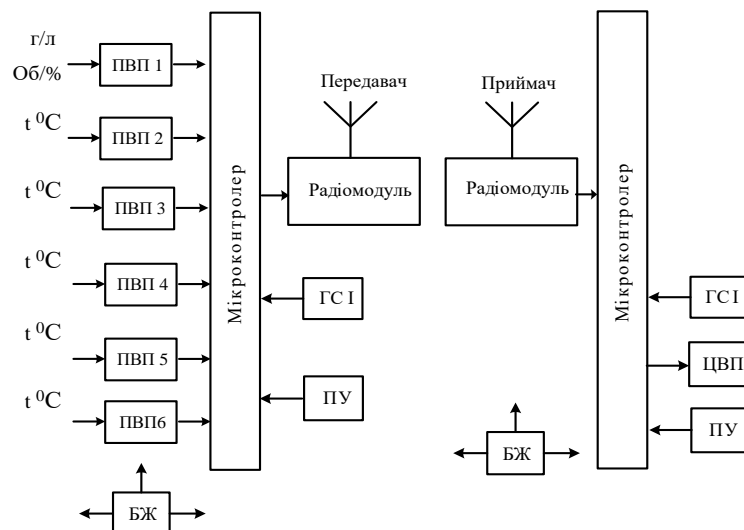 г/л
Об/%
ПВП 1
t ⁰C
ПВП 2
t ⁰C
ПВП 3
t ⁰C
ПВП 4
t ⁰C
ПВП 5
t ⁰C
ПВП6
БЖ
Мікроконтролер
Передавач
Радіомодуль
ГС І
ПУ
Приймач
Радіомодуль
БЖ
Мікроконтролер
ГС І
ЦВП
ПУ